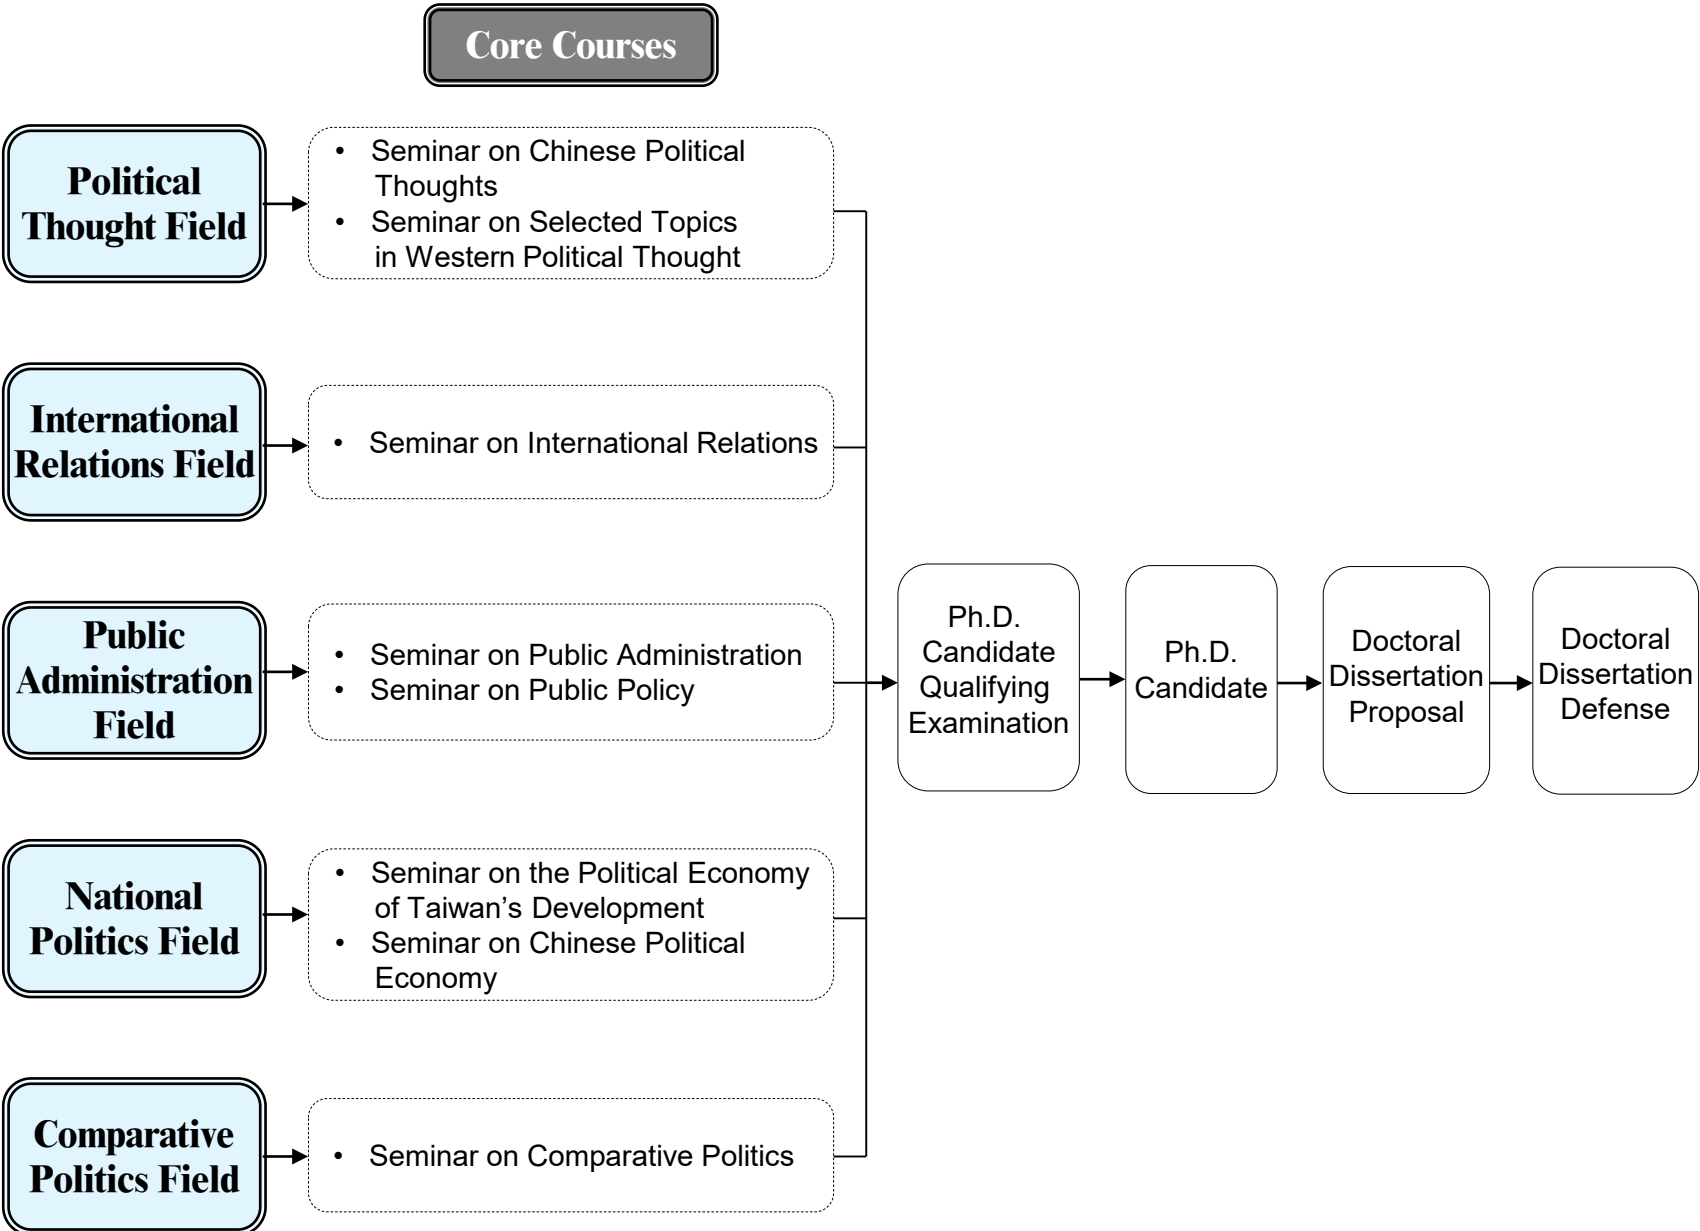 Core Courses
Political
Thought Field
• Seminar on Chinese Political
Thoughts
• Seminar on Selected Topics
in Western Political Thought
International
Relations Field
• Seminar on International Relations
Public
Administration
Field
• Seminar on Public Administration
• Seminar on Public Policy
National
Politics Field
• Seminar on the Political Economy
of Taiwan’s Development
• Seminar on Chinese Political
Economy
Comparative
Politics Field
• Seminar on Comparative Politics
Ph.D.
Candidate
Qualifying
Examination
Ph.D.
Candidate
Doctoral
Dissertation
Proposal
Doctoral
Dissertation
Defense